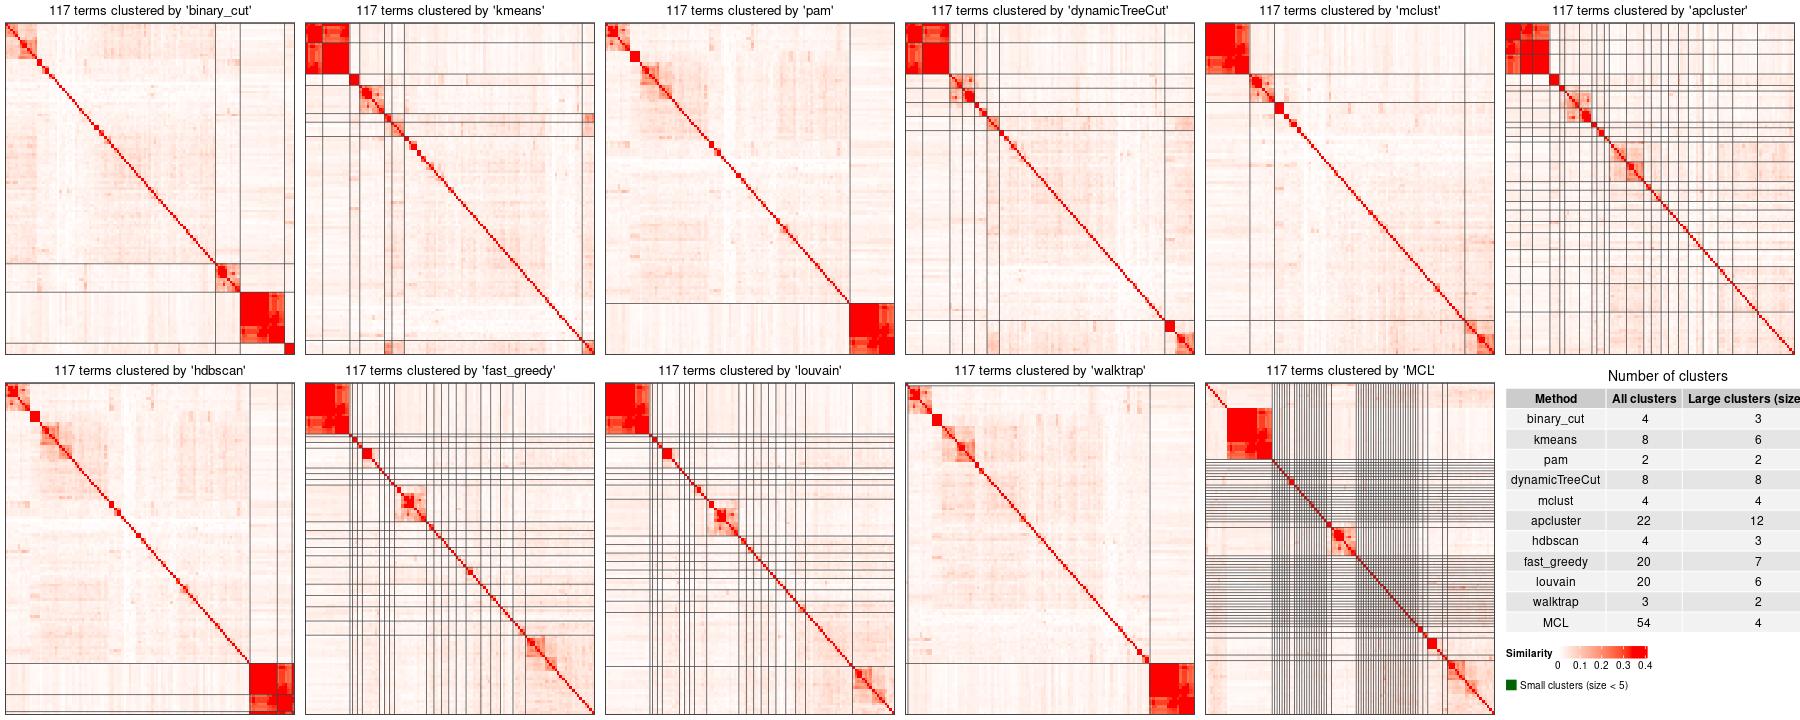 117 terms clustered by 'binary_cut'
117 terms clustered by 'kmeans'
117 terms clustered by 'pam'
117 terms clustered by 'dynamicTreeCut'
117 terms clustered by 'mclust'
117 terms clustered by 'apcluster'
117 terms clustered by 'hdbscan'
117 terms clustered by 'fast_greedy'
117 terms clustered by 'louvain'
117 terms clustered by 'walktrap'
117 terms clustered by 'MCL'
Number of clusters
Method All clusters Large clusters (size
binary_cut 4 3
kmeans 8 6
pam 2 2
dynamicTreeCut 8 8
mclust 4 4
apcluster 22 12
hdbscan 4 3
fast_greedy 20 7
louvain 20 6
walktrap 3 2
MCL 54 4
Similarity
0 0.1 0.2 0.3 0.4
Small clusters (size < 5)